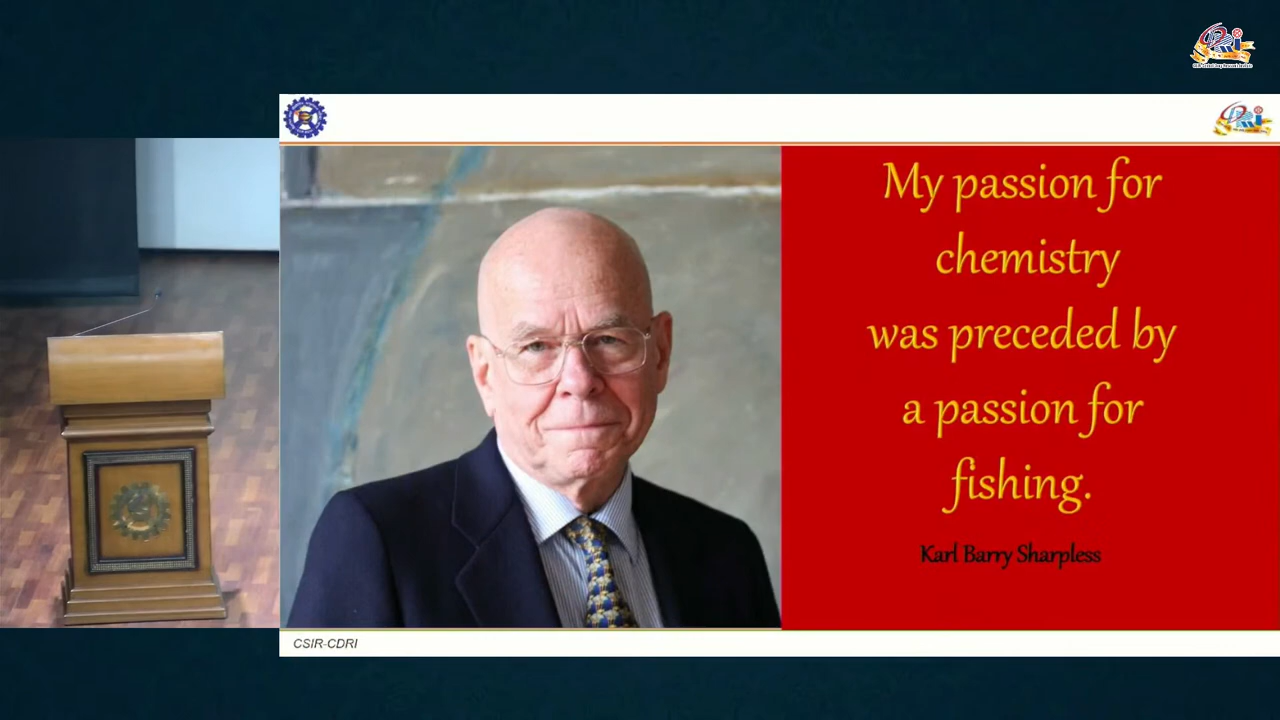 My passion for
chemistry
was preceded by
a passion for
fishing.
Karl Barry Sharpless
CSIR-CDRI